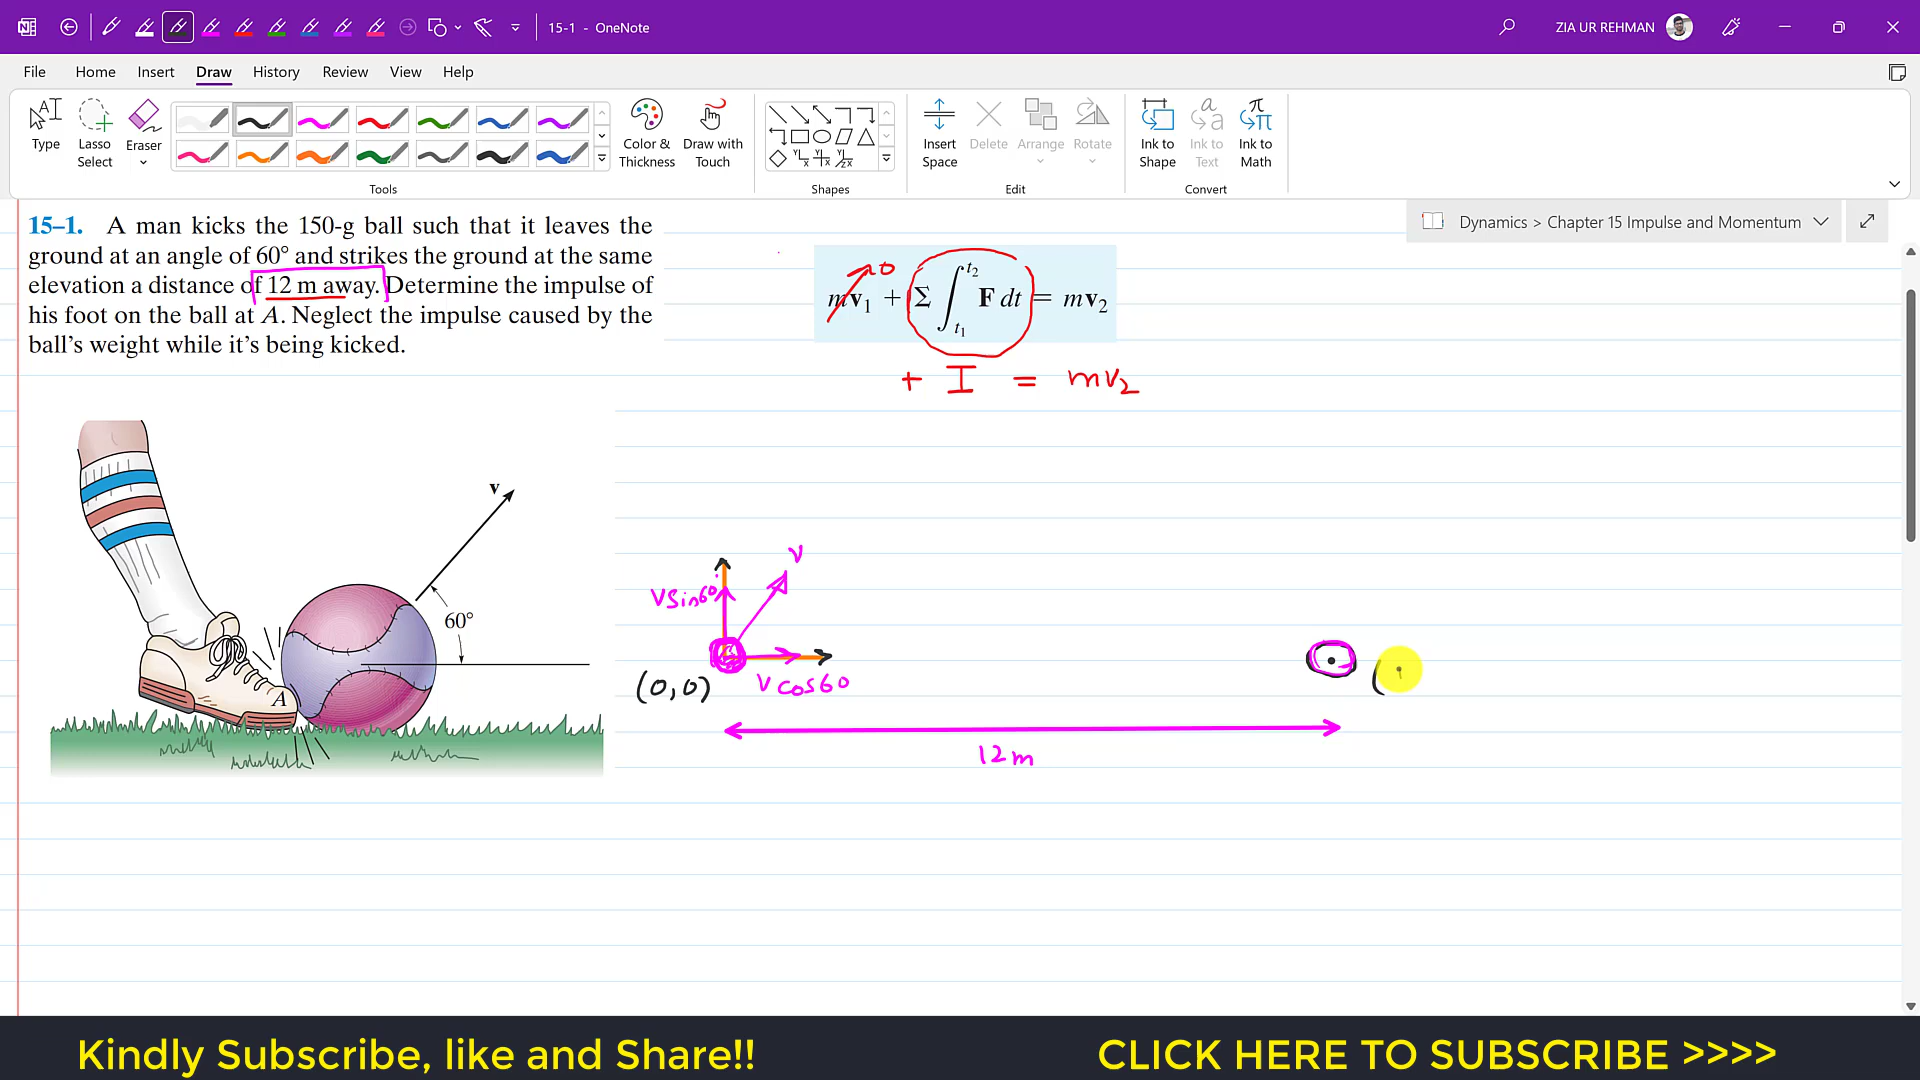 15-1 - OneNote
ZIA UR REHMAN
File Home Insert Draw History Review View Help
Type
Lasso Select
Eraser
Color & Thickness
Draw with Touch
Insert Space
Delete
Arrange
Rotate
Ink to Shape
Ink to Text
Ink to Math
Tools
Shapes
Edit
Convert
Dynamics > Chapter 15 Impulse and Momentum
15–1. A man kicks the 150-g ball such that it leaves the
ground at an angle of 60° and strikes the ground at the same
elevation a distance of 12 m away. Determine the impulse of
his foot on the ball at A. Neglect the impulse caused by the
ball's weight while it's being kicked.
0
mv₁ + Σ ∫ t₁ t₂ F dt = mv₂
+ I = mv₂
v
60°
A
v
vsin60
(0,0)
vcos60
(
12m
Kindly Subscribe, like and Share!!
CLICK HERE TO SUBSCRIBE >>>>